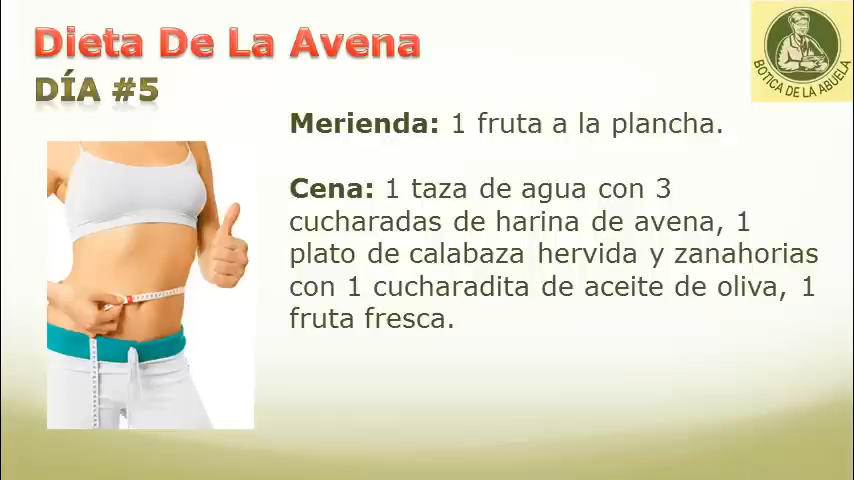 Dieta De La Avena
DÍA #5
BOTICA DE LA ABUELA
Merienda: 1 fruta a la plancha.
Cena: 1 taza de agua con 3
cucharadas de harina de avena, 1
plato de calabaza hervida y zanahorias
con 1 cucharadita de aceite de oliva, 1
fruta fresca.